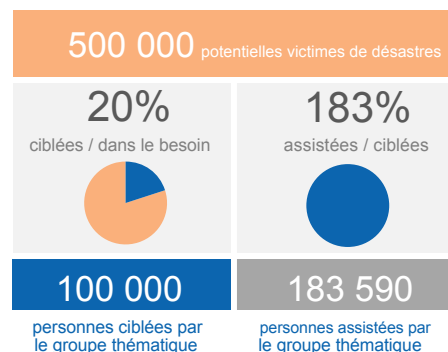 500 000 potentielles victimes de désastres
20%
ciblées / dans le besoin
183%
assistées / ciblées
100 000
183 590
personnes ciblées par
le groupe thématique
personnes assistées par
le groupe thématique